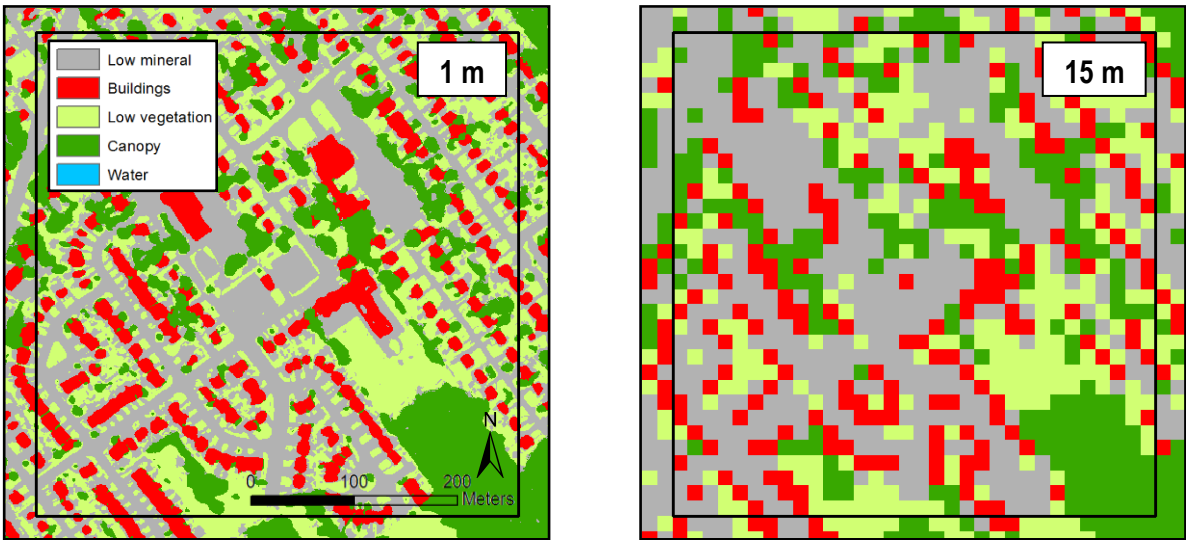 Low mineral
Buildings
Low vegetation
Canopy
Water
1 m
15 m
N
0 100 200
Meters